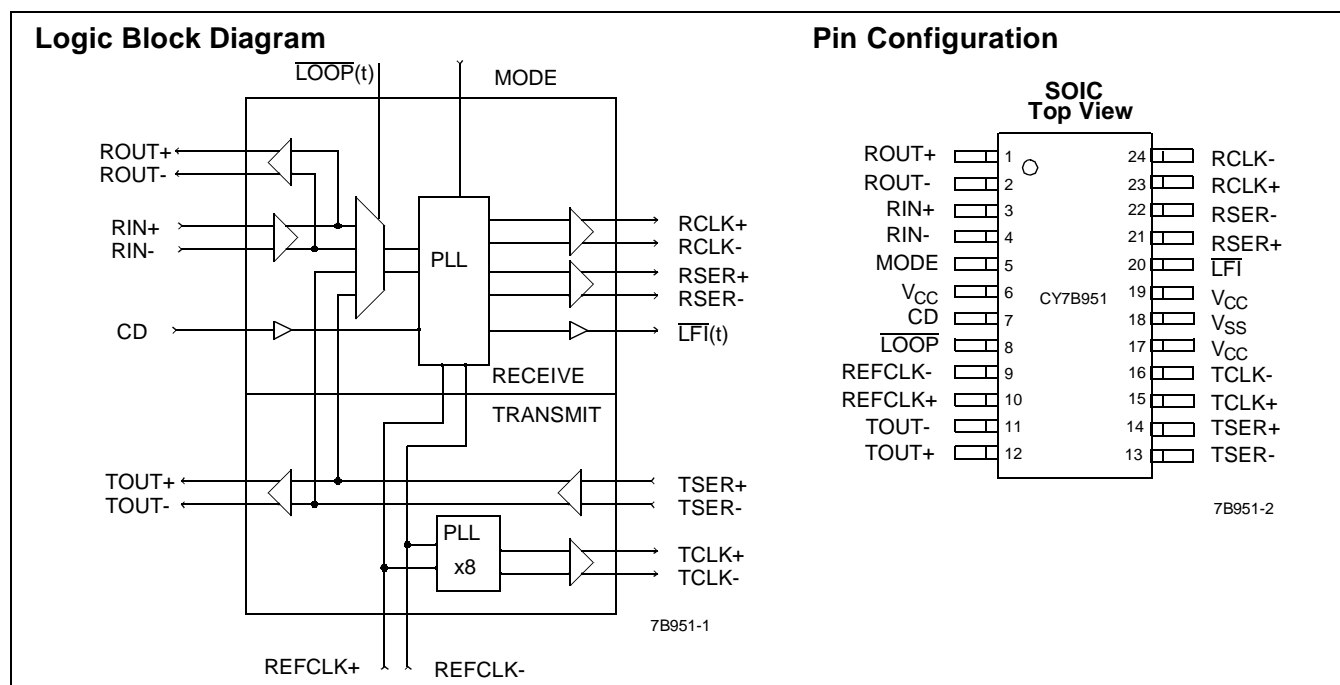 Logic Block Diagram
LOOP(t)
MODE
ROUT+
ROUT-
RIN+
RIN-
CD
PLL
RCLK+
RCLK-
RSER+
RSER-
LFI(t)
RECEIVE
TRANSMIT
TOUT+
TOUT-
TSER+
TSER-
PLL
x8
TCLK+
TCLK-
7B951-1
REFCLK+
REFCLK-
Pin Configuration
SOIC
Top View
ROUT+ 1
ROUT- 2
RIN+ 3
RIN- 4
MODE 5
VCC 6
CD 7
LOOP 8
REFCLK- 9
REFCLK+ 10
TOUT- 11
TOUT+ 12
CY7B951
24 RCLK-
23 RCLK+
22 RSER-
21 RSER+
20 LFI
19 VCC
18 VSS
17 VCC
16 TCLK-
15 TCLK+
14 TSER+
13 TSER-
7B951-2